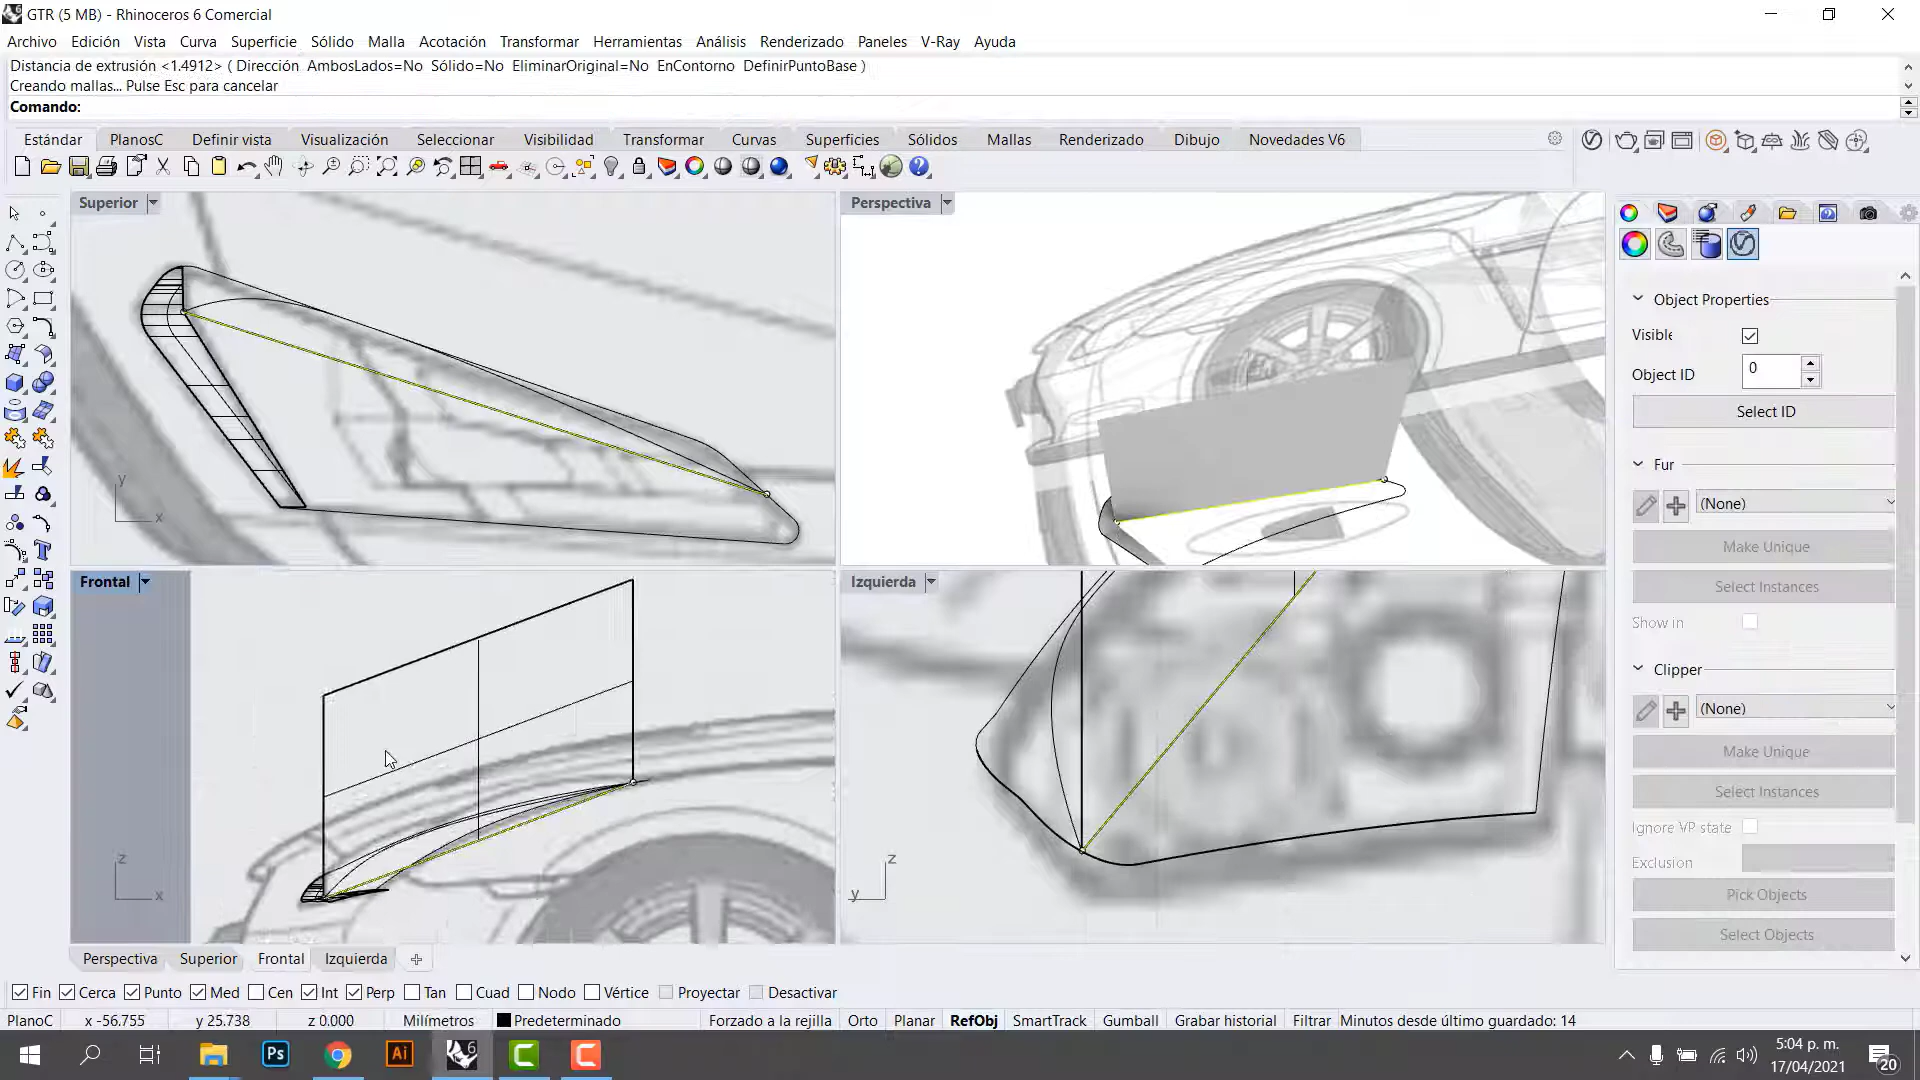 GTR (5 MB) - Rhinoceros 6 Comercial
Archivo Edición Vista Curva Superficie Sólido Malla Acotación Transformar Herramientas Análisis Renderizado Paneles V-Ray Ayuda
Distancia de extrusión <1.4912> ( Dirección AmbosLados=No Sólido=No EliminarOriginal=No EnContorno DefinirPuntoBase )
Creando mallas... Pulse Esc para cancelar
Comando:
Estándar PlanosC Definir vista Visualización Seleccionar Visibilidad Transformar Curvas Superficies Sólidos Mallas Renderizado Dibujo Novedades V6
Superior
Perspectiva
y
x
Frontal
Izquierda
z
x
z
y
Object Properties
Visible
Object ID 0
Select ID
Fur
(None)
Make Unique
Select Instances
Show in
Clipper
(None)
Make Unique
Select Instances
Ignore VP state
Exclusion
Pick Objects
Select Objects
Perspectiva Superior Frontal Izquierda
Fin Cerca Punto Med Cen Int Perp Tan Cuad Nodo Vértice Proyectar Desactivar
PlanoC x -56.755 y 25.738 z 0.000 Milímetros Predeterminado Forzado a la rejilla Orto Planar RefObj SmartTrack Gumball Grabar historial Filtrar Minutos desde último guardado: 14
Ps Ai 6 C C
5:04 p. m.
17/04/2021
20